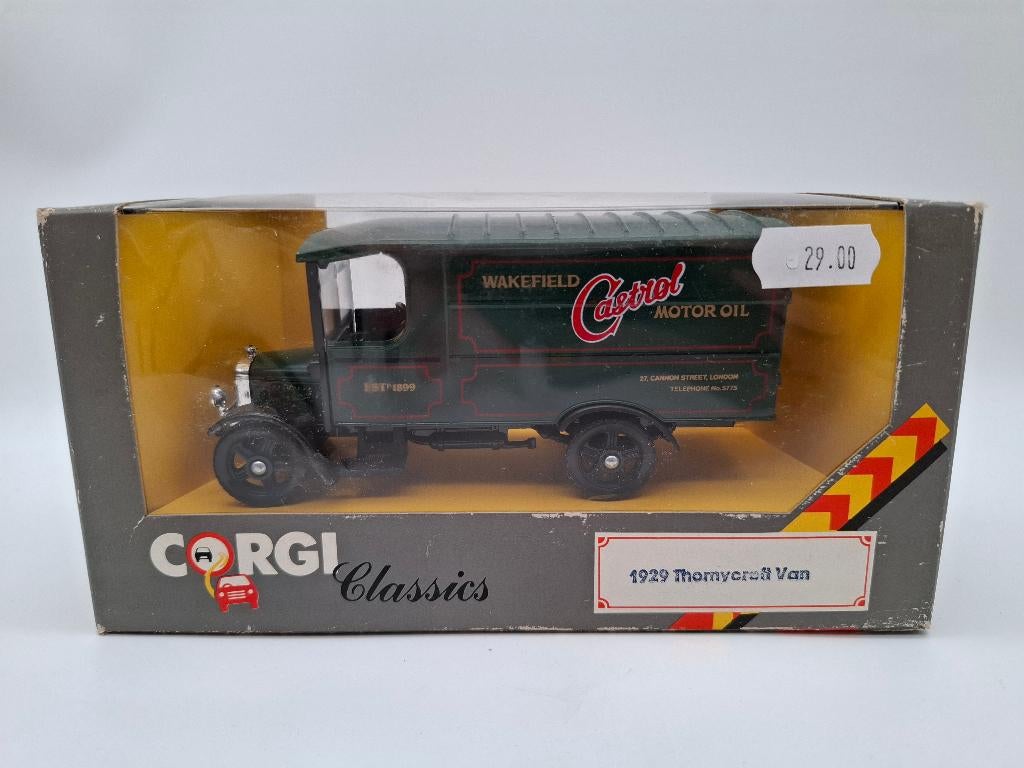 29.00
WAKEFIELD
Castrol
MOTOR OIL
ESTD 1899
27, CANNON STREET, LONDON
TELEPHONE No. 5775
CORGI
Classics
1929 Thornycroft Van